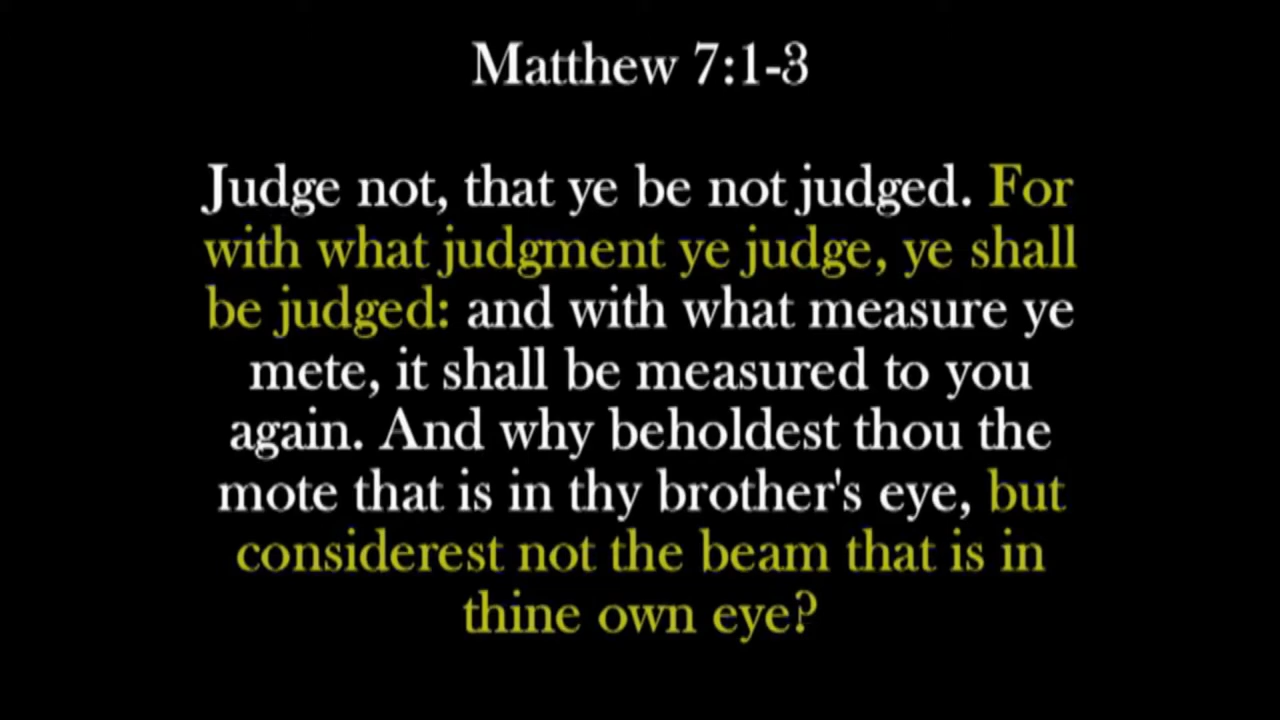 Matthew 7:1-3
Judge not, that ye be not judged. For
with what judgment ye judge, ye shall
be judged: and with what measure ye
mete, it shall be measured to you
again. And why beholdest thou the
mote that is in thy brother's eye, but
considerest not the beam that is in
thine own eye?